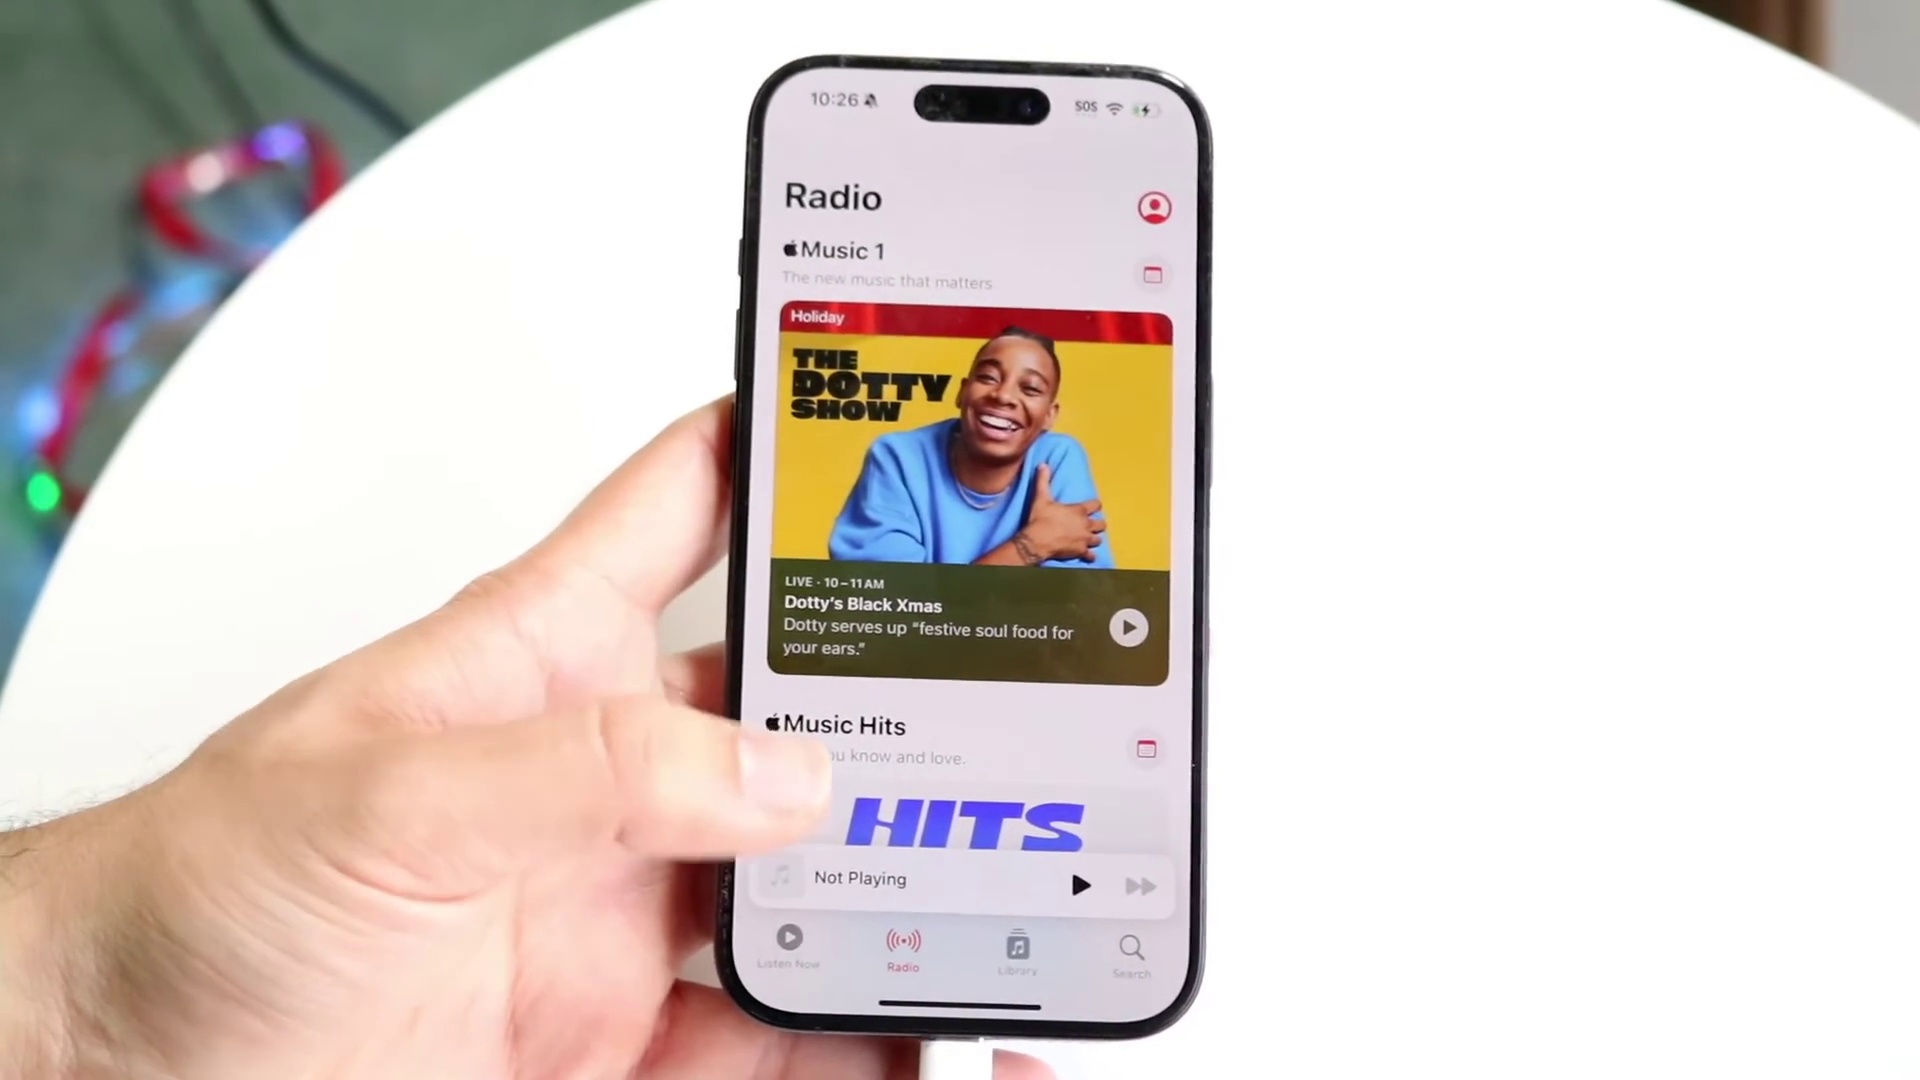 10:26
SOS
Radio
Music 1
The new music that matters.
Holiday
THE
DOTTY
SHOW
LIVE · 10–11 AM
Dotty's Black Xmas
Dotty serves up “festive soul food for
your ears.”
Music Hits
you know and love.
HITS
Not Playing
Listen Now
Radio
Library
Search